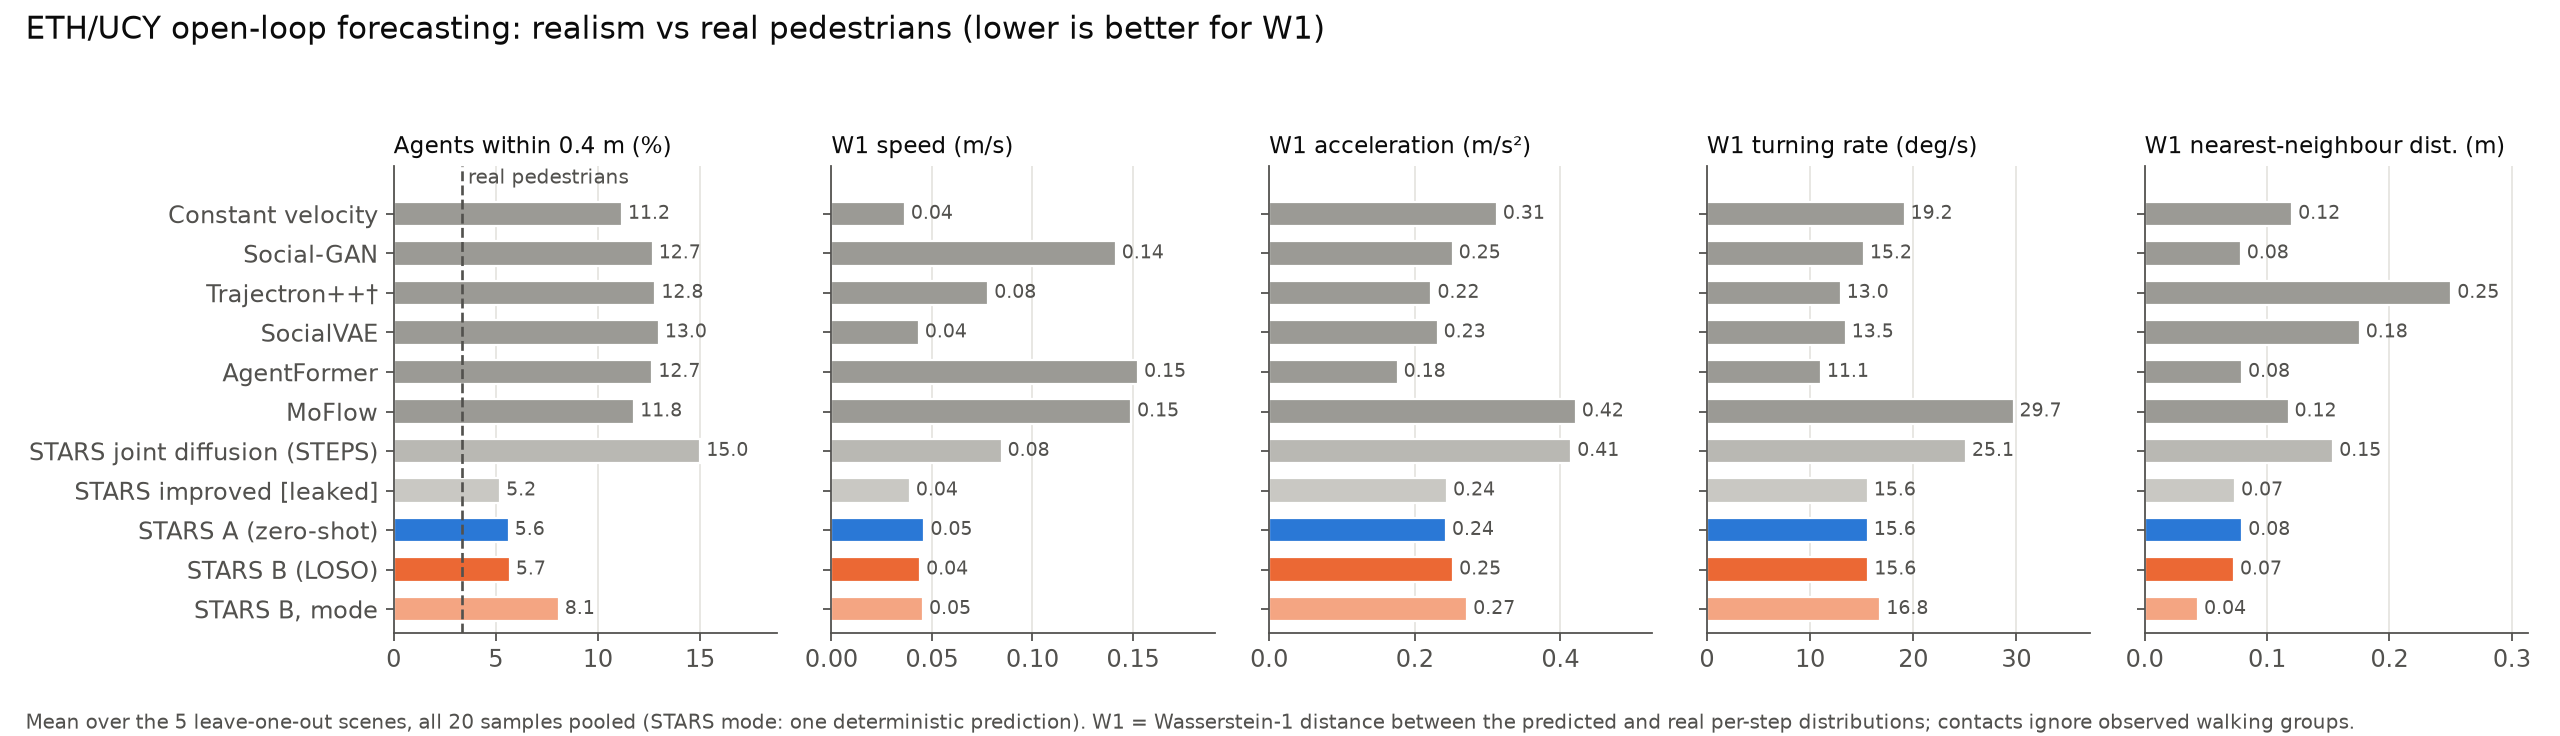 ETH/UCY open-loop forecasting: realism vs real pedestrians (lower is better for W1)
Agents within 0.4 m (%)
real pedestrians
Constant velocity 11.2
Social-GAN 12.7
Trajectron++† 12.8
SocialVAE 13.0
AgentFormer 12.7
MoFlow 11.8
STARS joint diffusion (STEPS) 15.0
STARS improved [leaked] 5.2
STARS A (zero-shot) 5.6
STARS B (LOSO) 5.7
STARS B, mode 8.1
0 5 10 15
W1 speed (m/s)
0.04
0.14
0.08
0.04
0.15
0.15
0.08
0.04
0.05
0.04
0.05
0.00 0.05 0.10 0.15
W1 acceleration (m/s²)
0.31
0.25
0.22
0.23
0.18
0.42
0.41
0.24
0.24
0.25
0.27
0.0 0.2 0.4
W1 turning rate (deg/s)
19.2
15.2
13.0
13.5
11.1
29.7
25.1
15.6
15.6
15.6
16.8
0 10 20 30
W1 nearest-neighbour dist. (m)
0.12
0.08
0.25
0.18
0.08
0.12
0.15
0.07
0.08
0.07
0.04
0.0 0.1 0.2 0.3
Mean over the 5 leave-one-out scenes, all 20 samples pooled (STARS mode: one deterministic prediction). W1 = Wasserstein-1 distance between the predicted and real per-step distributions; contacts ignore observed walking groups.